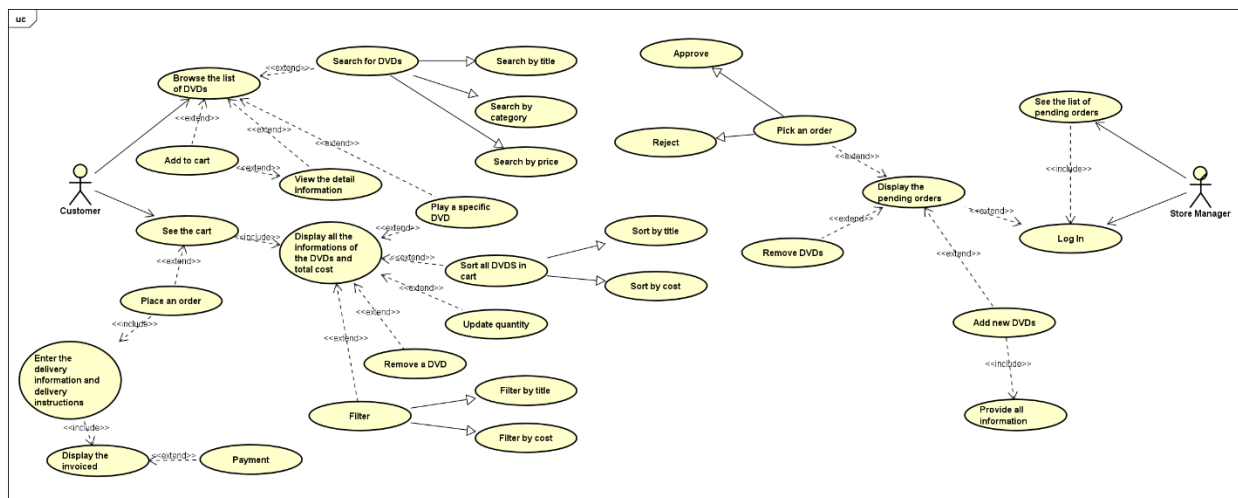 uc
Search for DVDs
Search by title
<<extend>>
Browse the list
of DVDs
Search by
category
<<extend>>
Search by price
Add to cart
<<extend>>
<<extend>>
<<extend>>
View the detail
information
Customer
Play a specific
DVD
See the cart
<<include>>
<<extend>>
Display all the
informations of
the DVDs and
total cost
<<extend>>
Sort all DVDS in
cart
Sort by title
Sort by cost
<<extend>>
Place an order
<<extend>>
Update quantity
<<include>>
<<extend>>
<<extend>>
Remove a DVD
Enter the
delivery
information and
delivery
instructions
Filter
Filter by title
Filter by cost
<<include>>
Display the
invoiced
<<extend>>
Payment
Approve
Pick an order
Reject
<<extend>>
Display the
pending orders
<<extend>>
Remove DVDs
<<extend>>
See the list of
pending orders
<<include>>
Store Manager
Log In
<<extend>>
Add new DVDs
<<include>>
Provide all
information